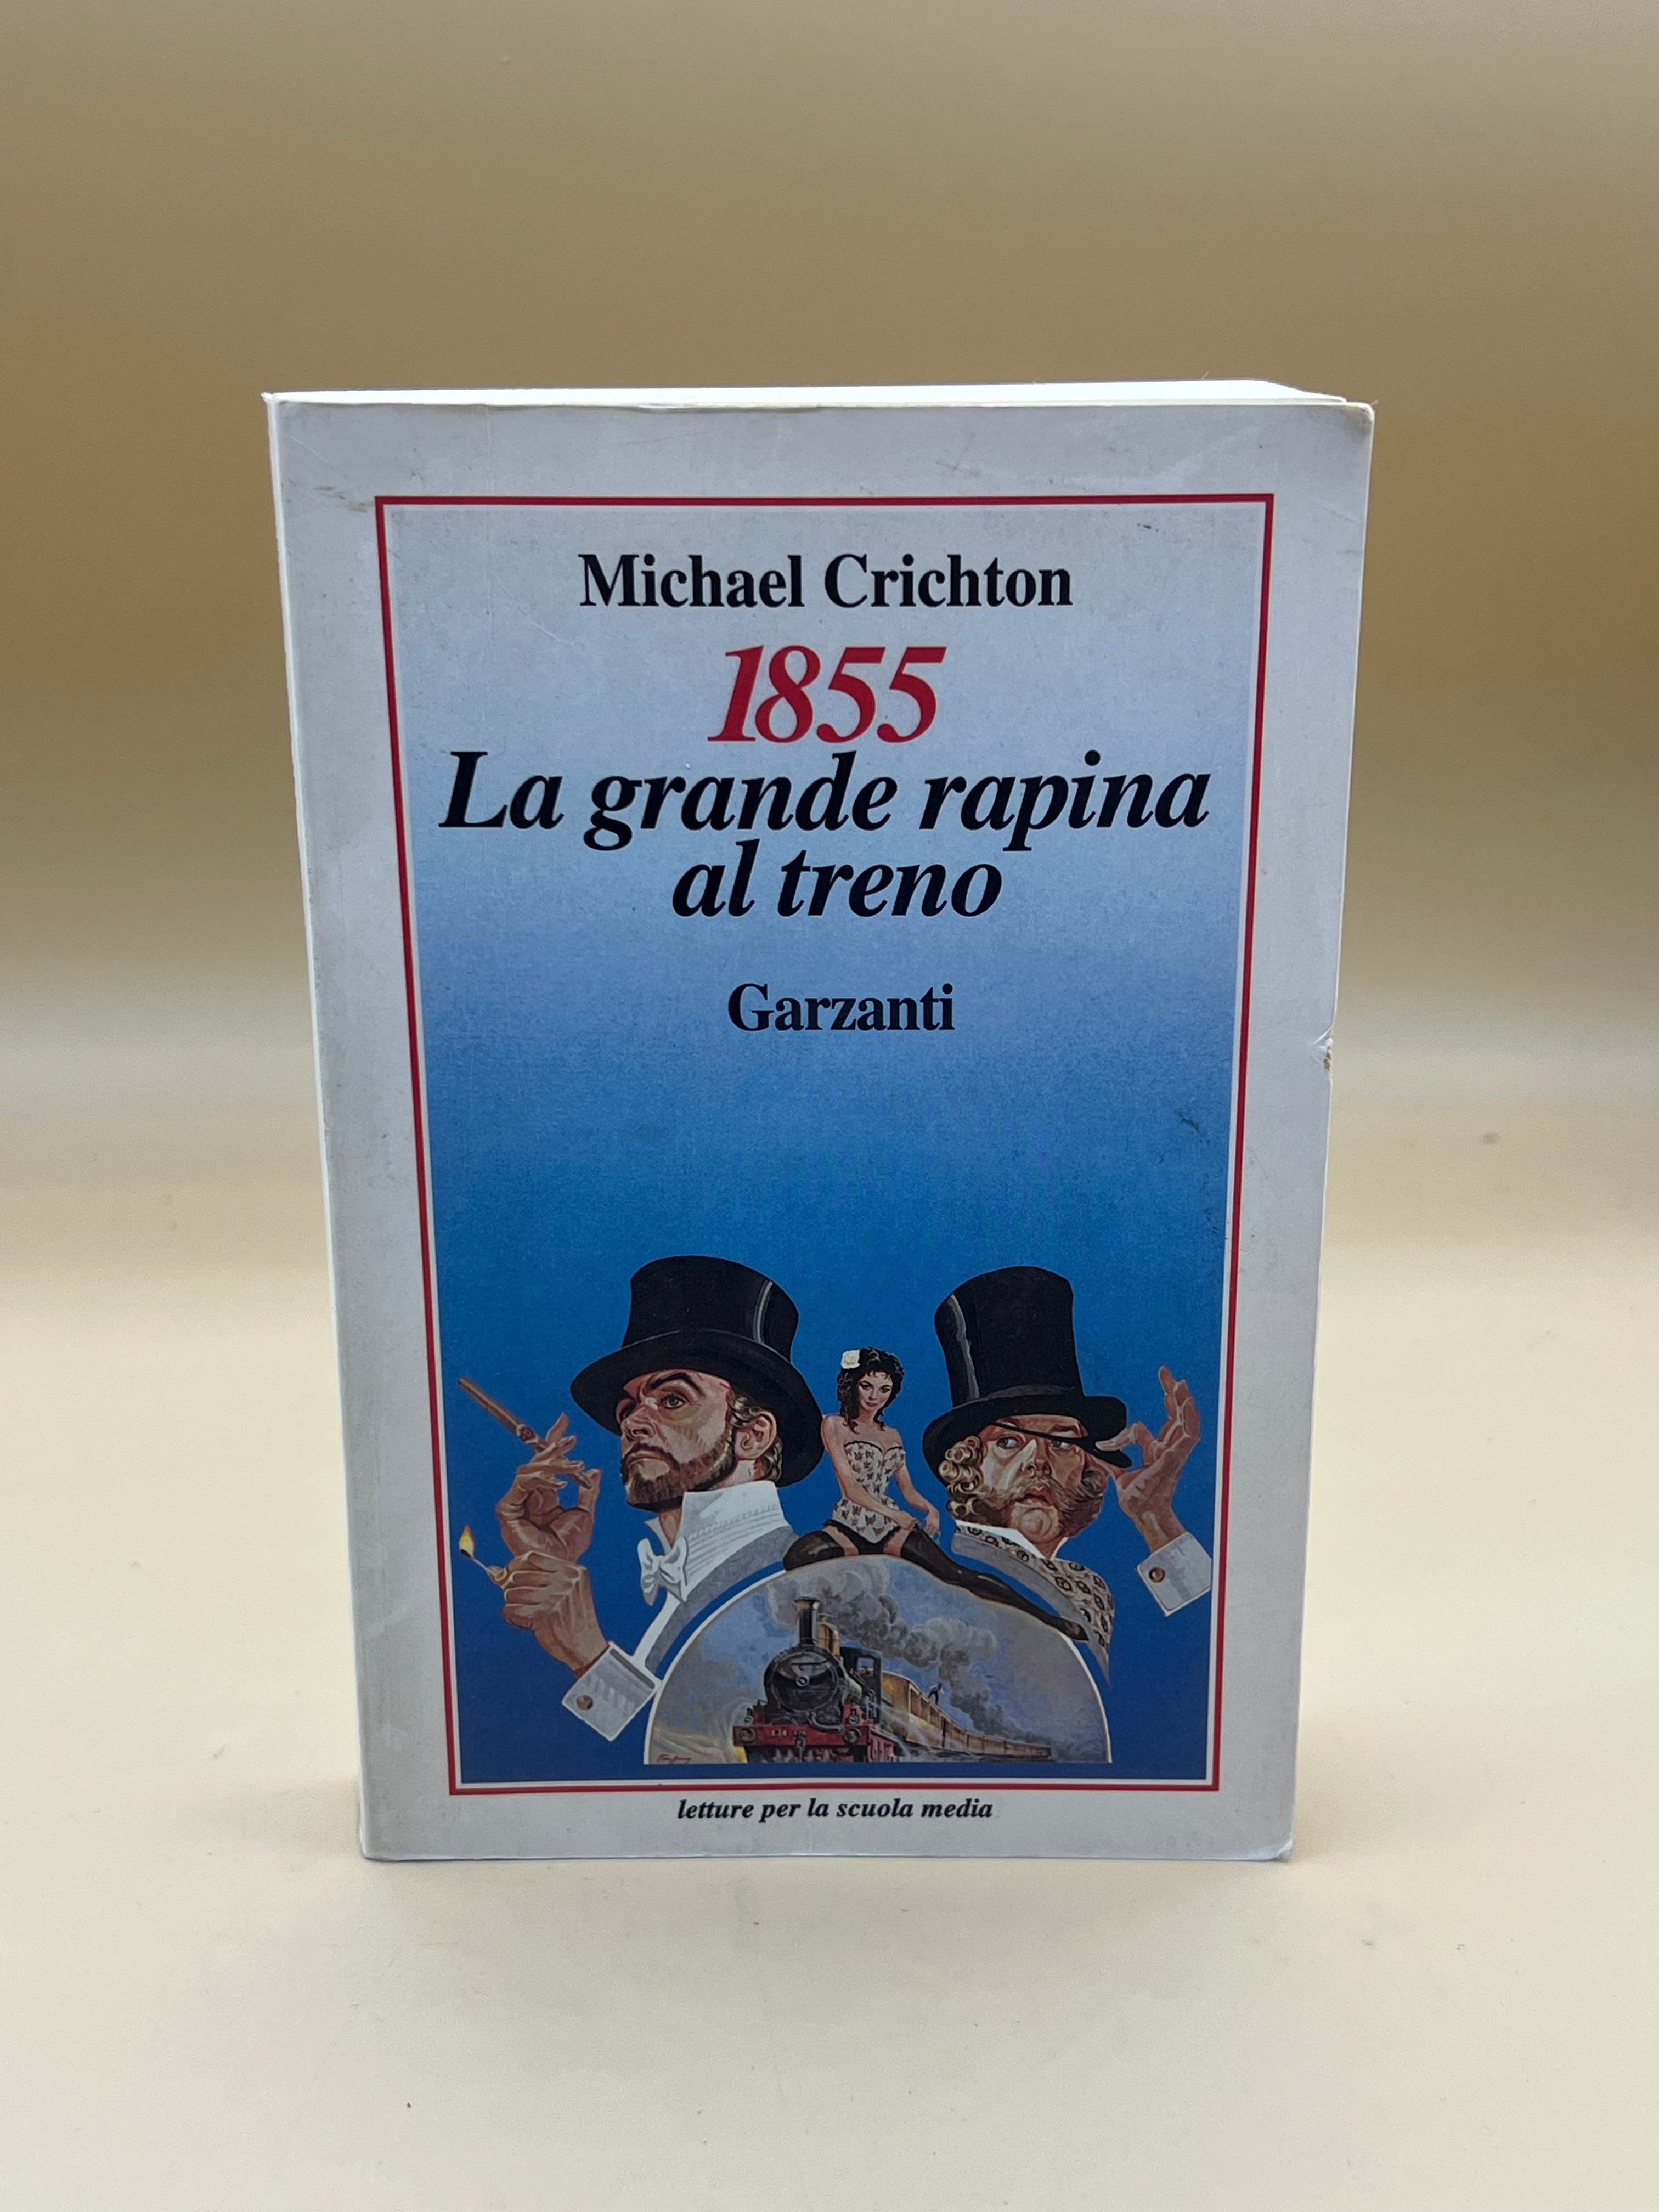 Michael Crichton
1855
La grande rapina
al treno
Garzanti
letture per la scuola media